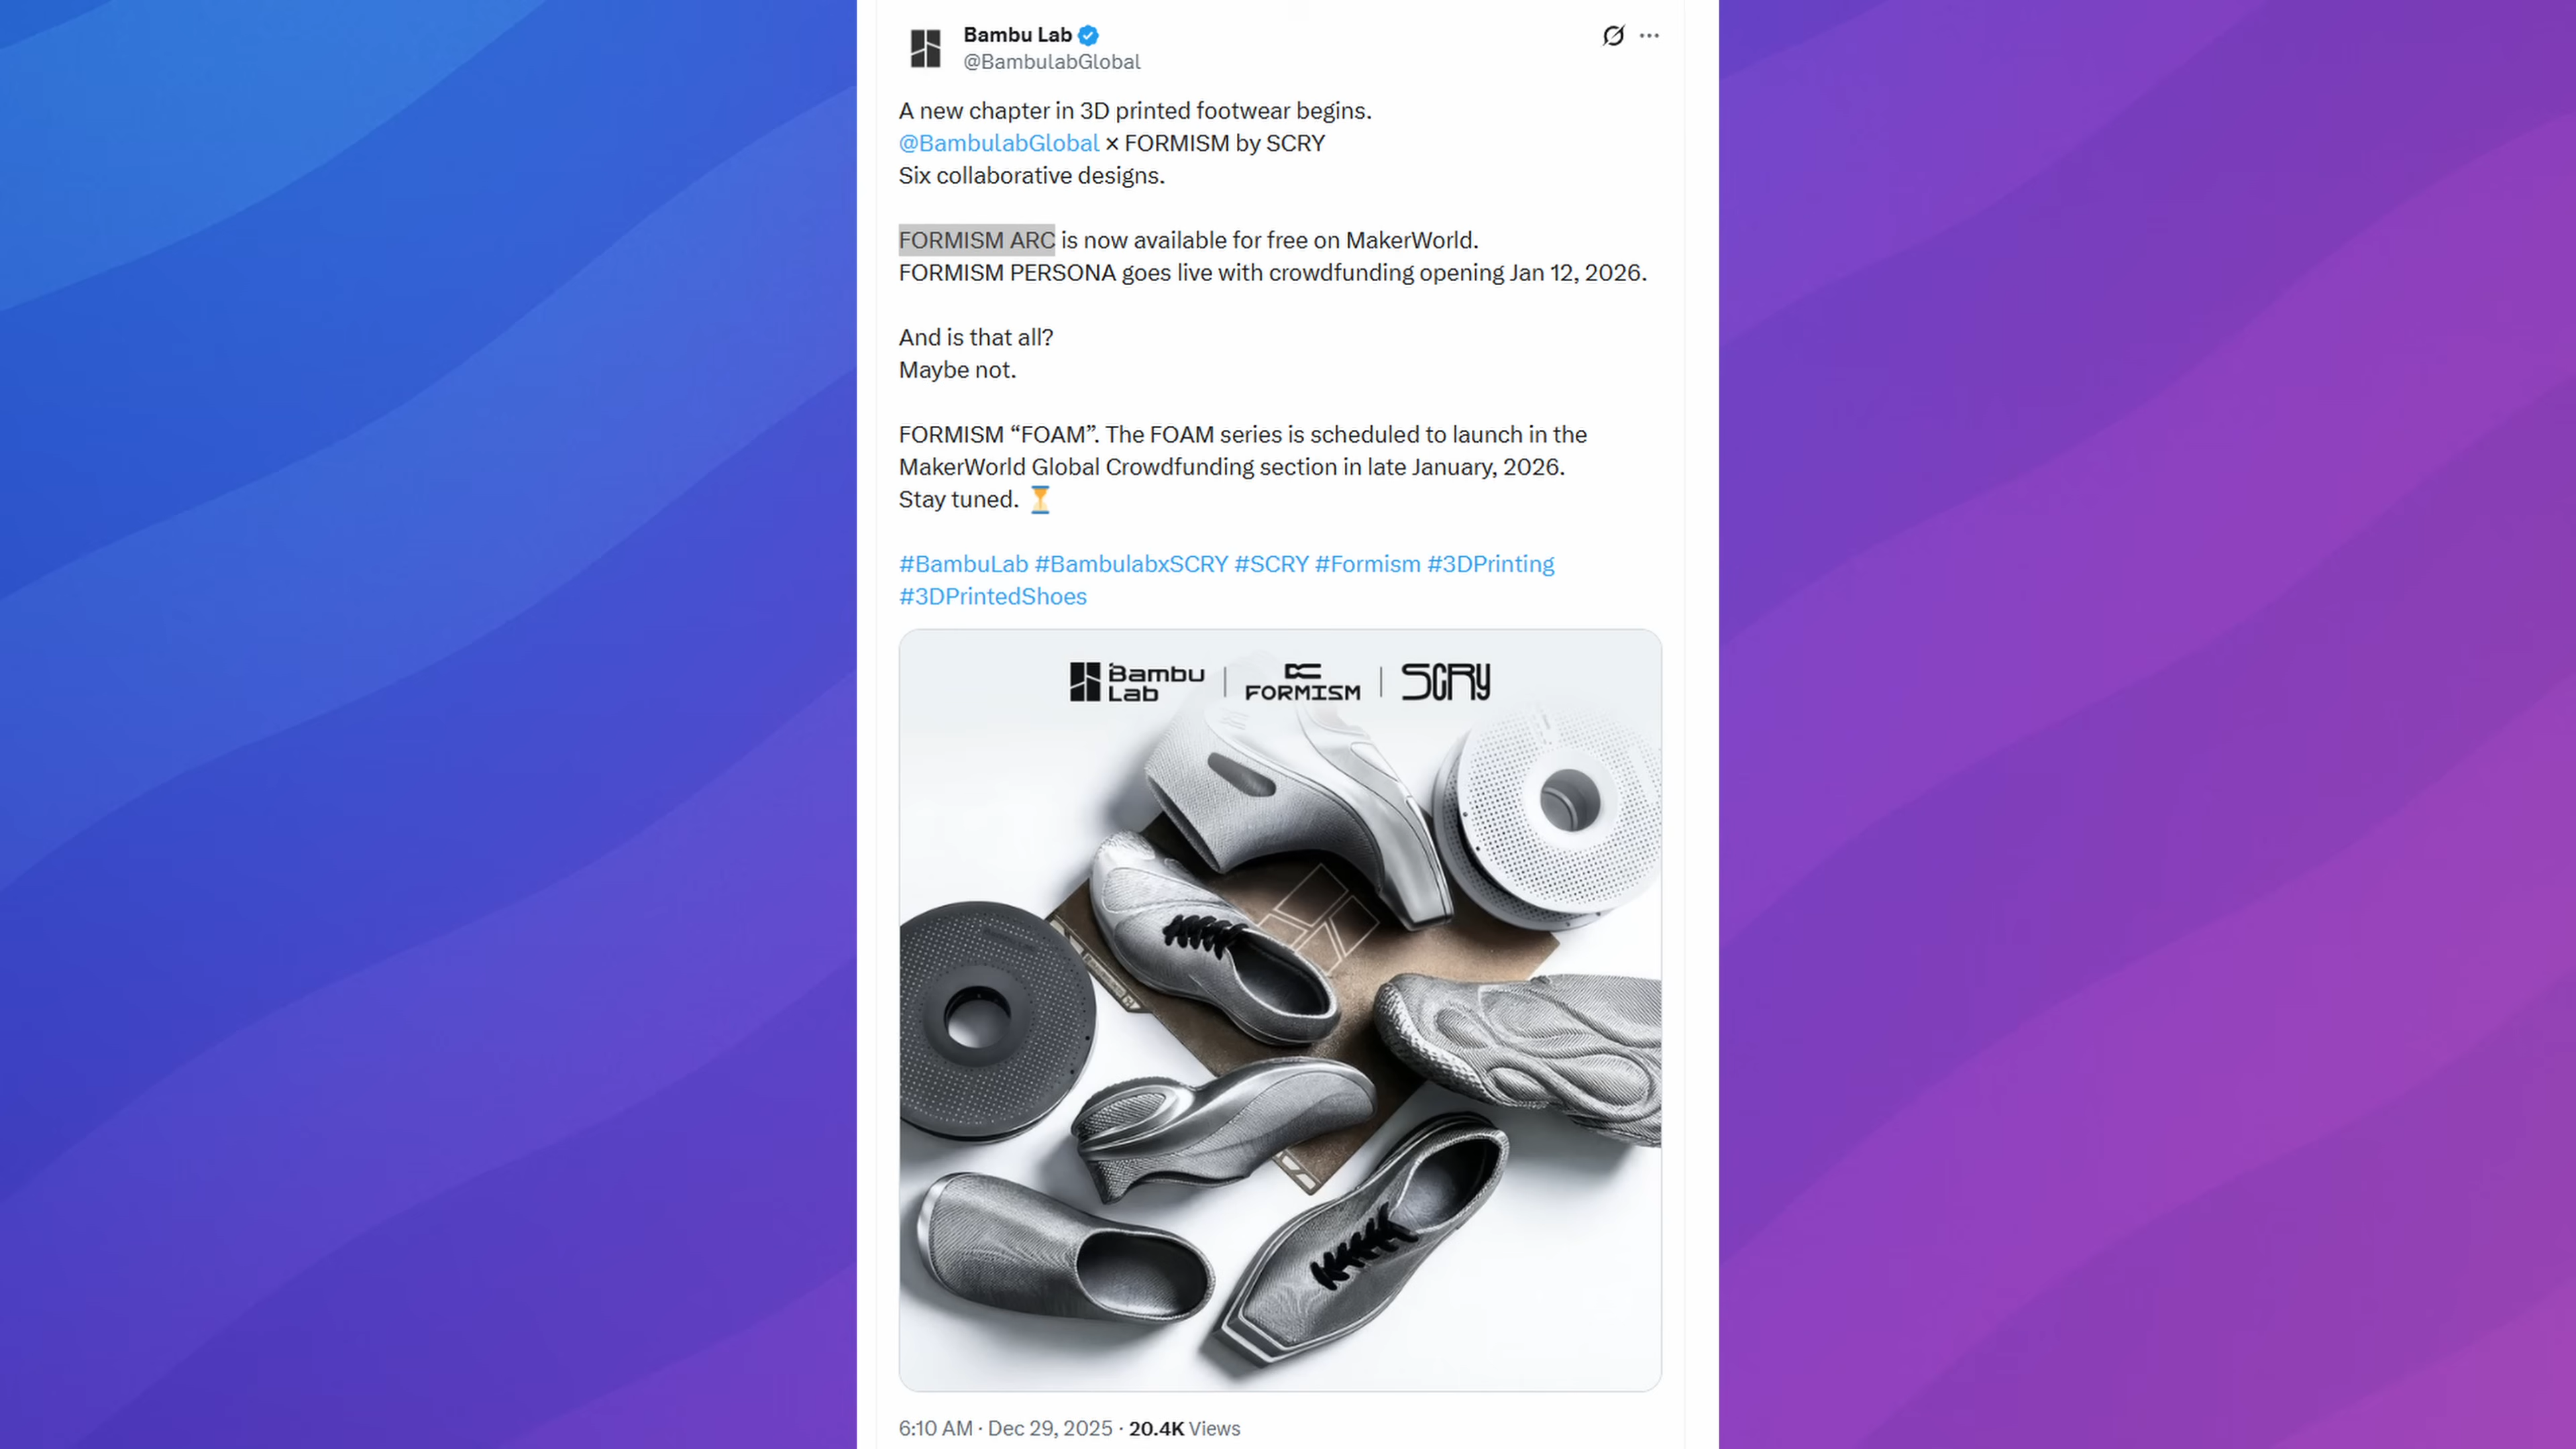 Bambu Lab
@BambulabGlobal
A new chapter in 3D printed footwear begins.
@BambulabGlobal × FORMISM by SCRY
Six collaborative designs.
FORMISM ARC is now available for free on MakerWorld.
FORMISM PERSONA goes live with crowdfunding opening Jan 12, 2026.
And is that all?
Maybe not.
FORMISM “FOAM”. The FOAM series is scheduled to launch in the
MakerWorld Global Crowdfunding section in late January, 2026.
Stay tuned. ⏳
#BambuLab #BambulabxSCRY #SCRY #Formism #3DPrinting
#3DPrintedShoes
Bambu Lab | FORMISM | SCRY
6:10 AM · Dec 29, 2025 · 20.4K Views